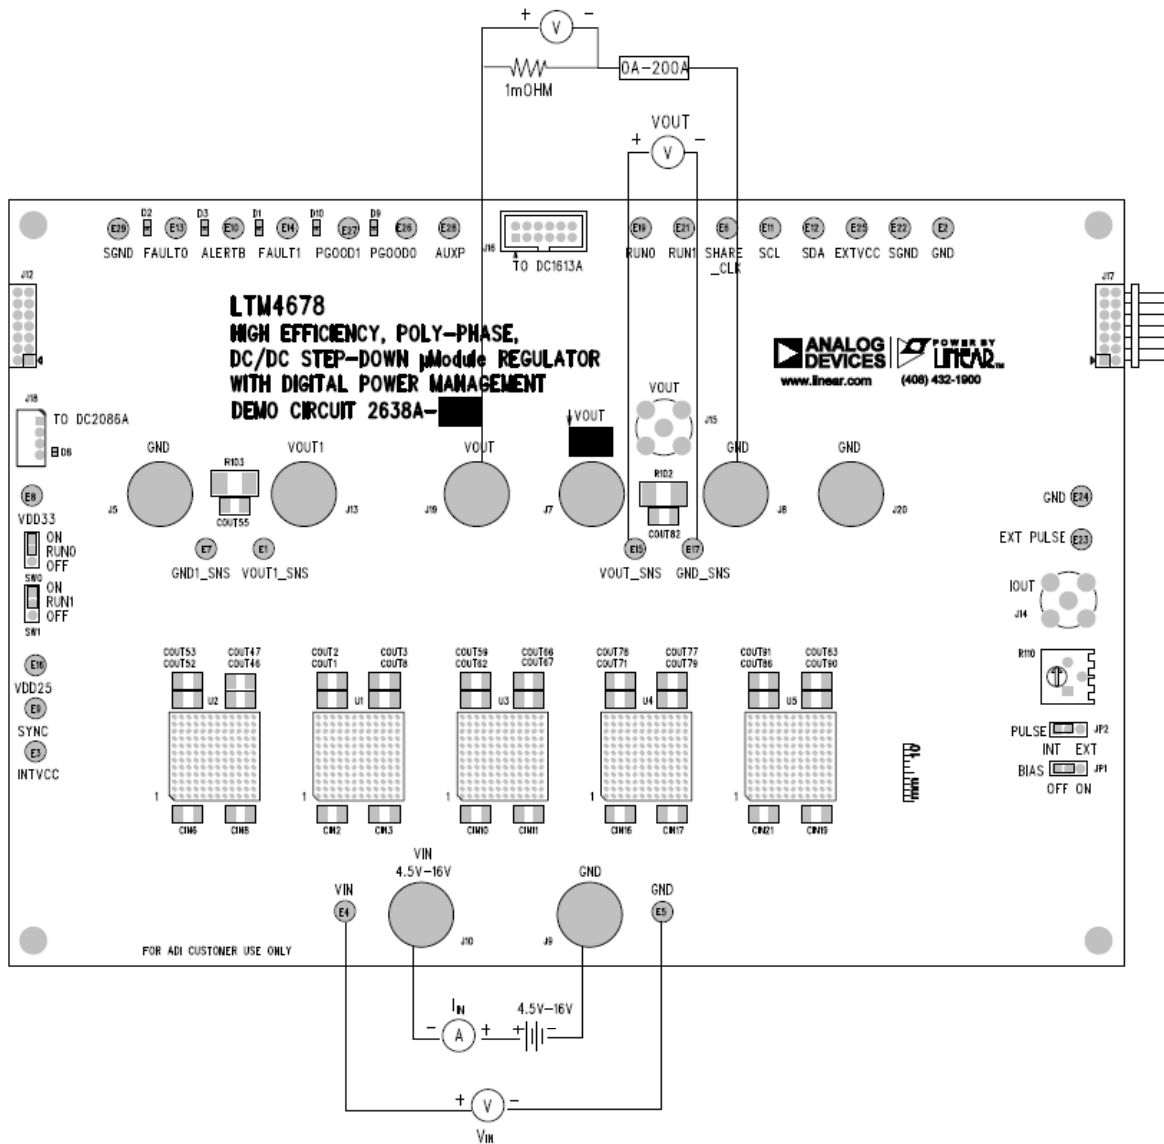 + V -
1mOHM
0A-200A
VOUT
+ V -
D2 D3 D1 D10 D9
E29 E13 E10 E14 E27 E26 E28 E19 E21 E6 E11 E12 E25 E22 E2
SGND FAULT0 ALERTB FAULT1 PGOOD1 PGOOD0 AUXP
J16
TO DC1613A
RUN0 RUN1 SHARE_CLK SCL SDA EXTVCC SGND GND
J12
J17
LTM4678
HIGH EFFICIENCY, POLY-PHASE,
DC/DC STEP-DOWN µModule REGULATOR
WITH DIGITAL POWER MANAGEMENT
DEMO CIRCUIT 2638A-
ANALOG DEVICES
POWER BY LINEAR™
www.linear.com (408) 432-1900
J18
TO DC2086A
D6
VOUT
J15
VOUT
GND VOUT1 VOUT GND GND
R103 R102
J5 J13 J19 J7 J8 J20
COUT55 COUT82
E8
VDD33
E7 E1 E15 E17
GND1_SNS VOUT1_SNS VOUT_SNS GND_SNS
GND E24
EXT PULSE E23
IOUT
J14
ON
RUN0
OFF
SW0
ON
RUN1
OFF
SW1
R110
E16
VDD25
E9
SYNC
E3
INTVCC
COUT53 COUT47 COUT2 COUT3 COUT59 COUT66 COUT78 COUT77 COUT91 COUT83
COUT52 COUT46 COUT1 COUT8 COUT62 COUT67 COUT71 COUT79 COUT86 COUT90
U2 U1 U3 U4 U5
PULSE JP2
INT EXT
BIAS JP1
OFF ON
10
mm
1 1 1 1 1
CIN6 CIN8 CIN2 CIN3 CIN10 CIN11 CIN16 CIN17 CIN21 CIN19
VIN
4.5V-16V
GND
VIN
E4
GND
E5
J10 J9
FOR ADI CUSTOMER USE ONLY
IIN
4.5V-16V
- A + + -
+ V -
VIN